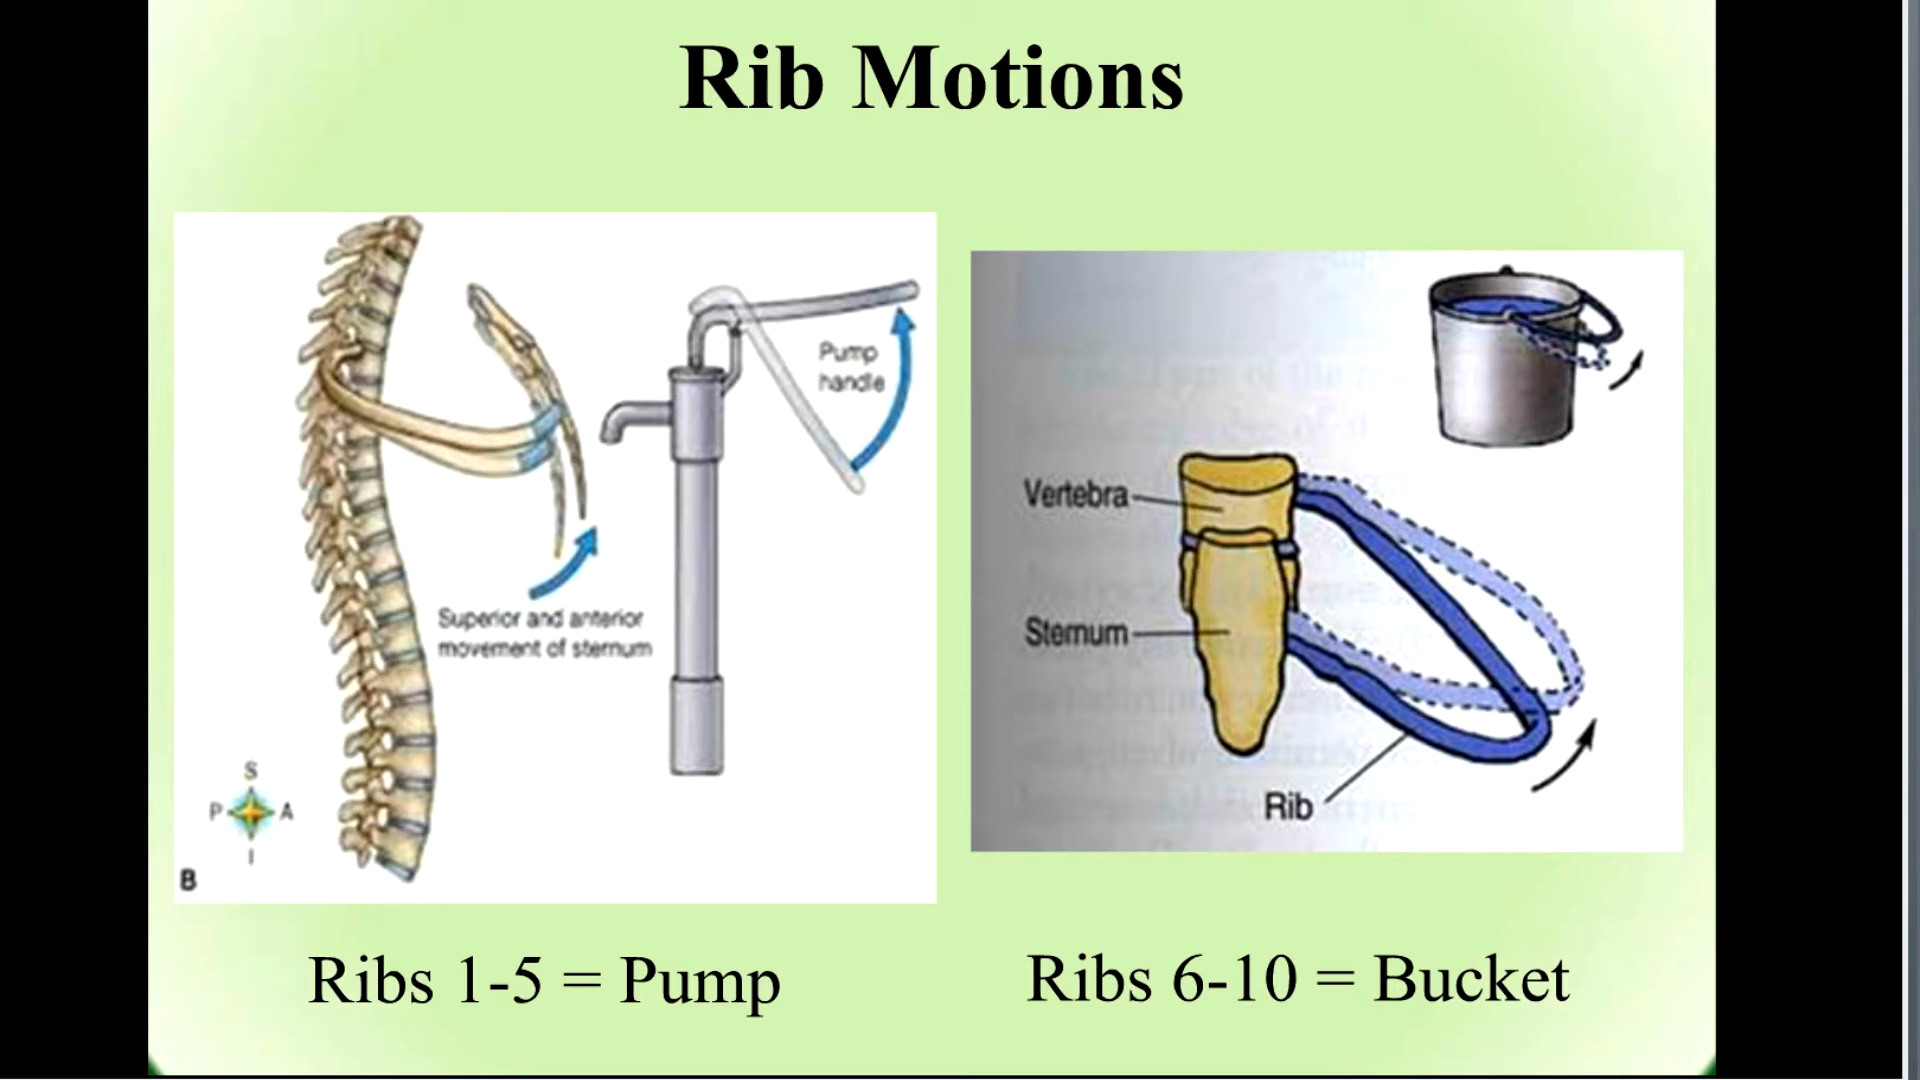 Rib Motions
Pump
handle
Superior and anterior
movement of sternum
S
P
A
I
B
Vertebra
Sternum
Rib
Ribs 1-5 = Pump
Ribs 6-10 = Bucket